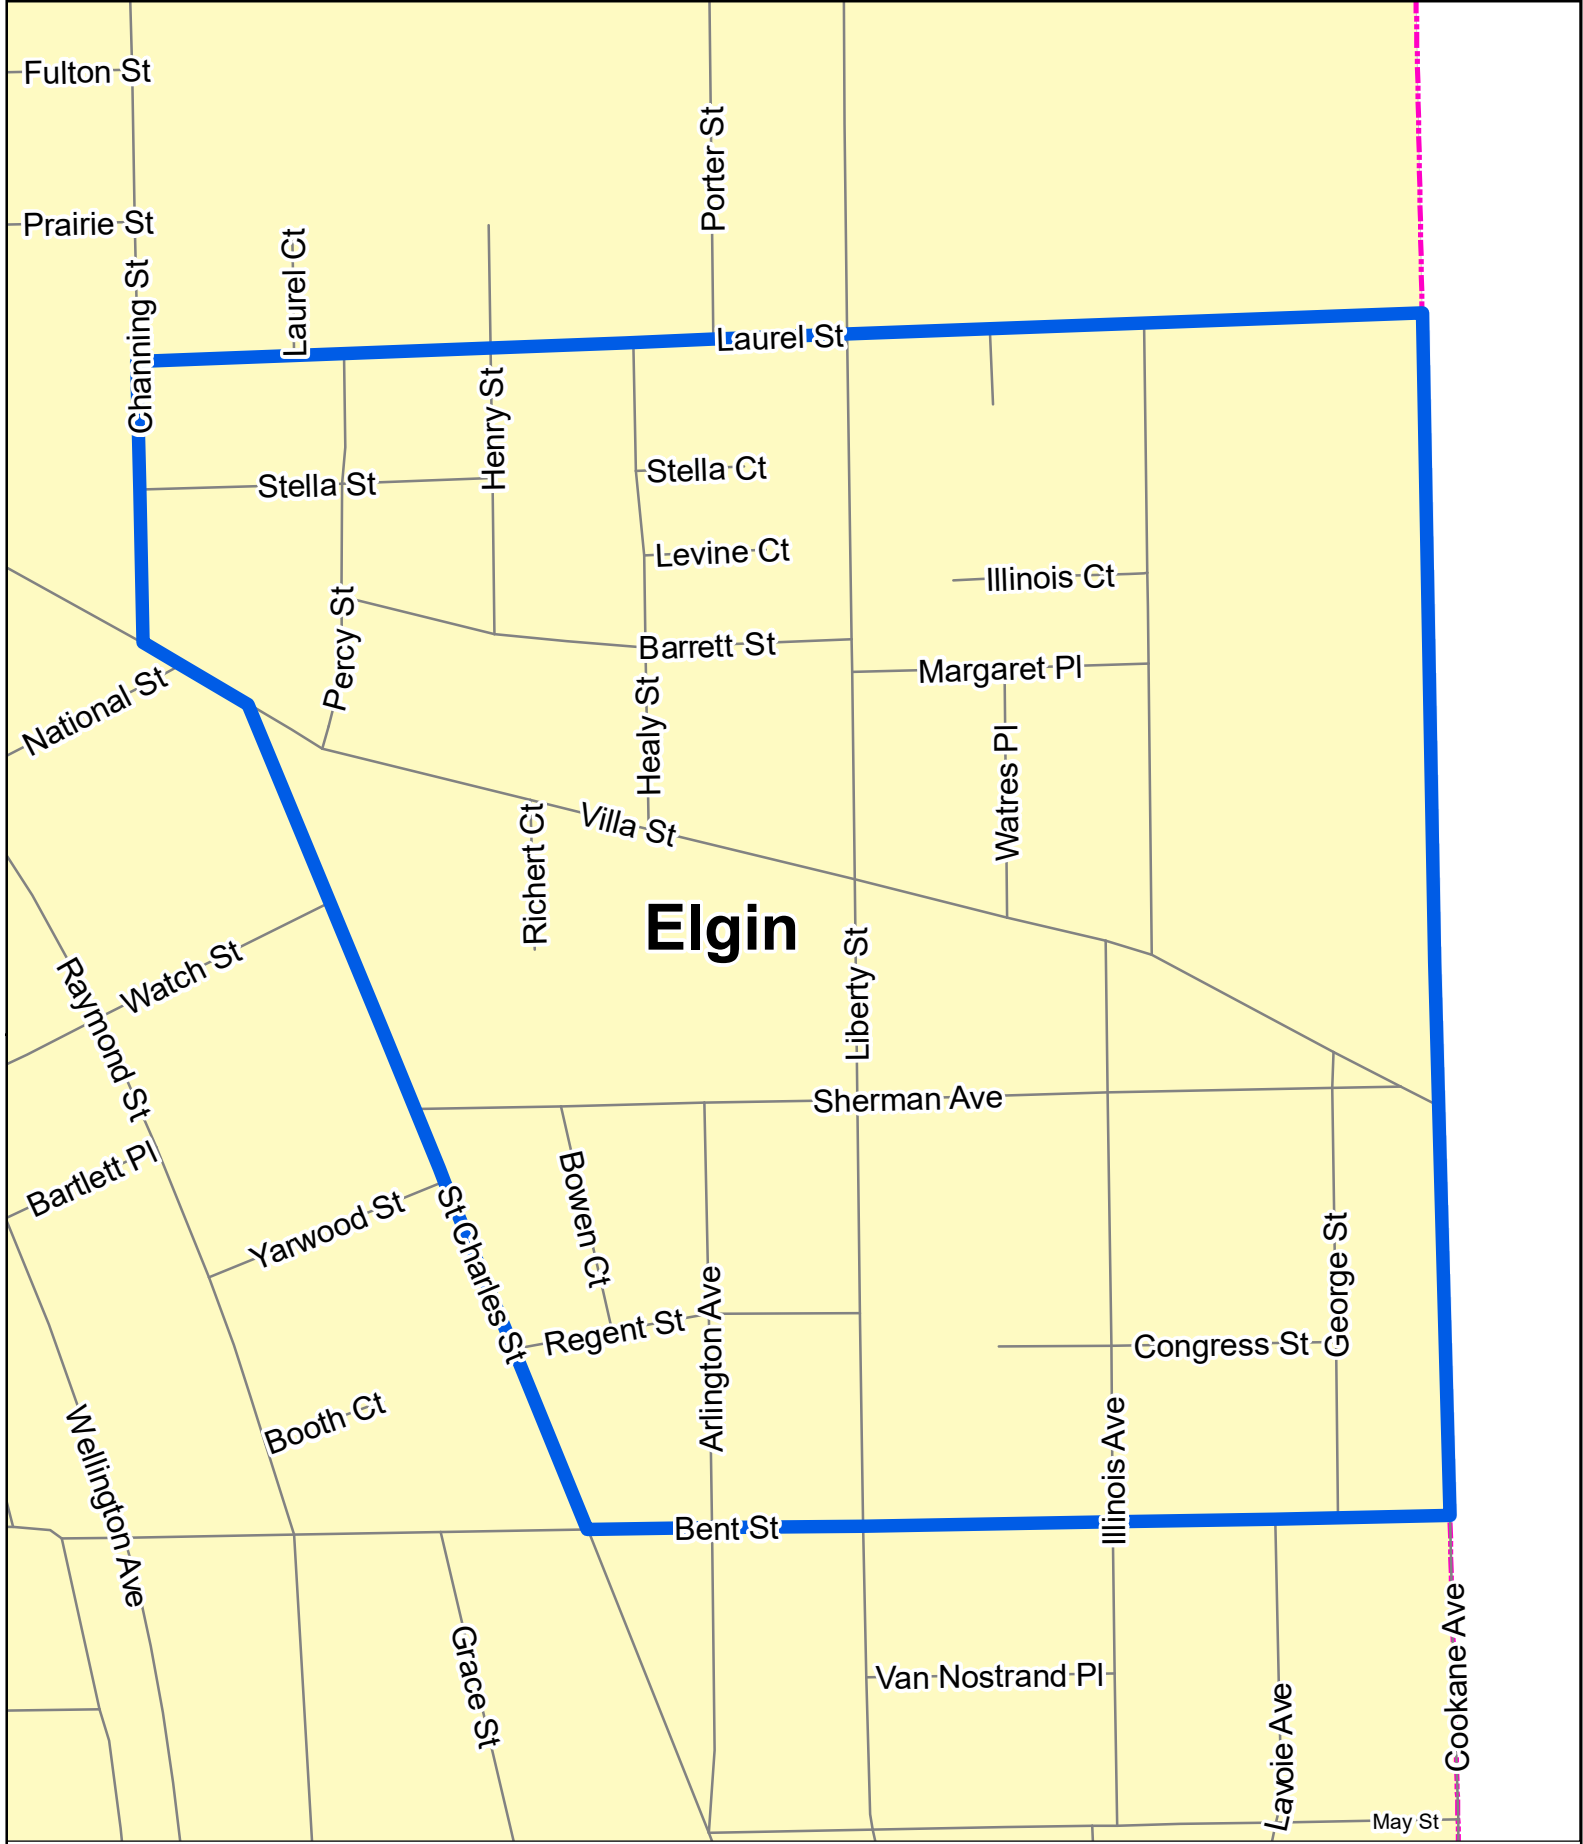 Fulton St
Porter St
Prairie St
Laurel Ct
Channing St
Laurel St
Henry St
Stella St
Stella Ct
Levine Ct
Illinois Ct
Percy St
Barrett St
Margaret Pl
National St
Healy St
Watres Pl
Villa St
Richert Ct
Elgin
Liberty St
Watch St
Raymond St
Sherman Ave
Bartlett Pl
Bowen Ct
Yarwood St
St Charles St
George St
Regent St
Arlington Ave
Congress St
Booth Ct
Wellington Ave
Illinois Ave
Bent St
Grace St
Van Nostrand Pl
Cookane Ave
Lavoie Ave
May St